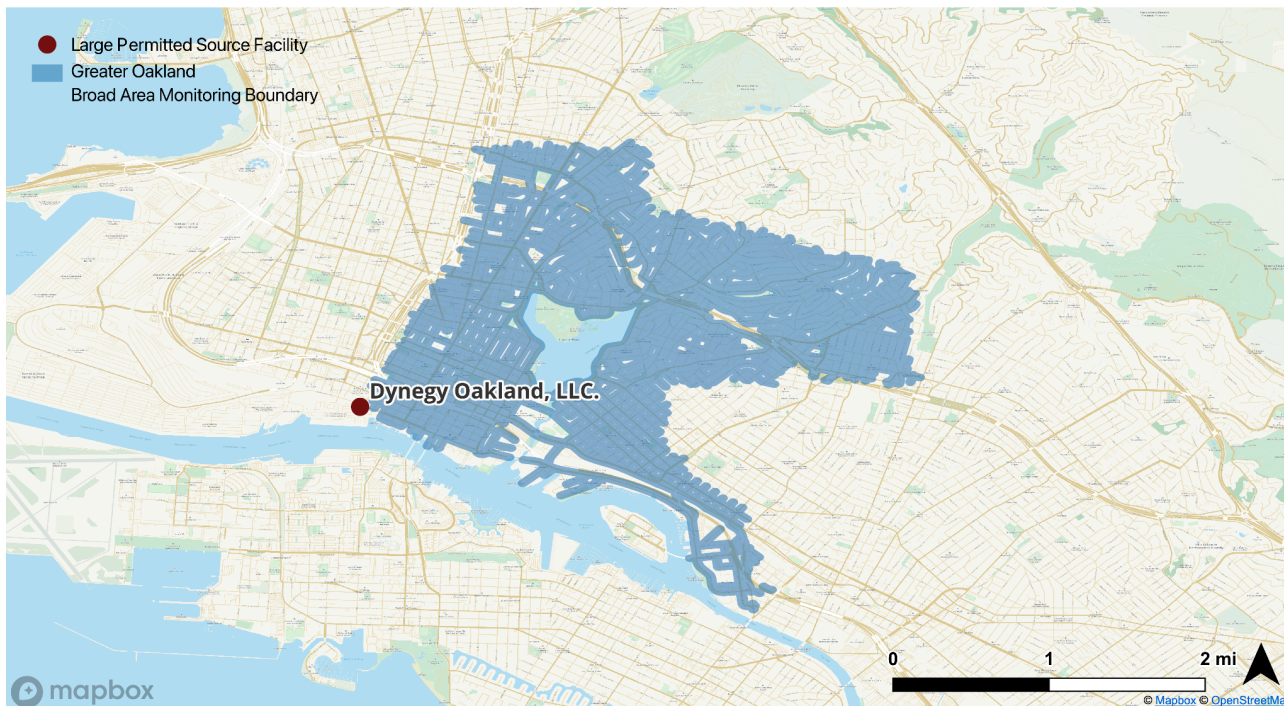 Large Permitted Source Facility
Greater Oakland
Broad Area Monitoring Boundary
Dynegy Oakland, LLC.
0 1 2 mi
mapbox
© Mapbox © OpenStreetMa